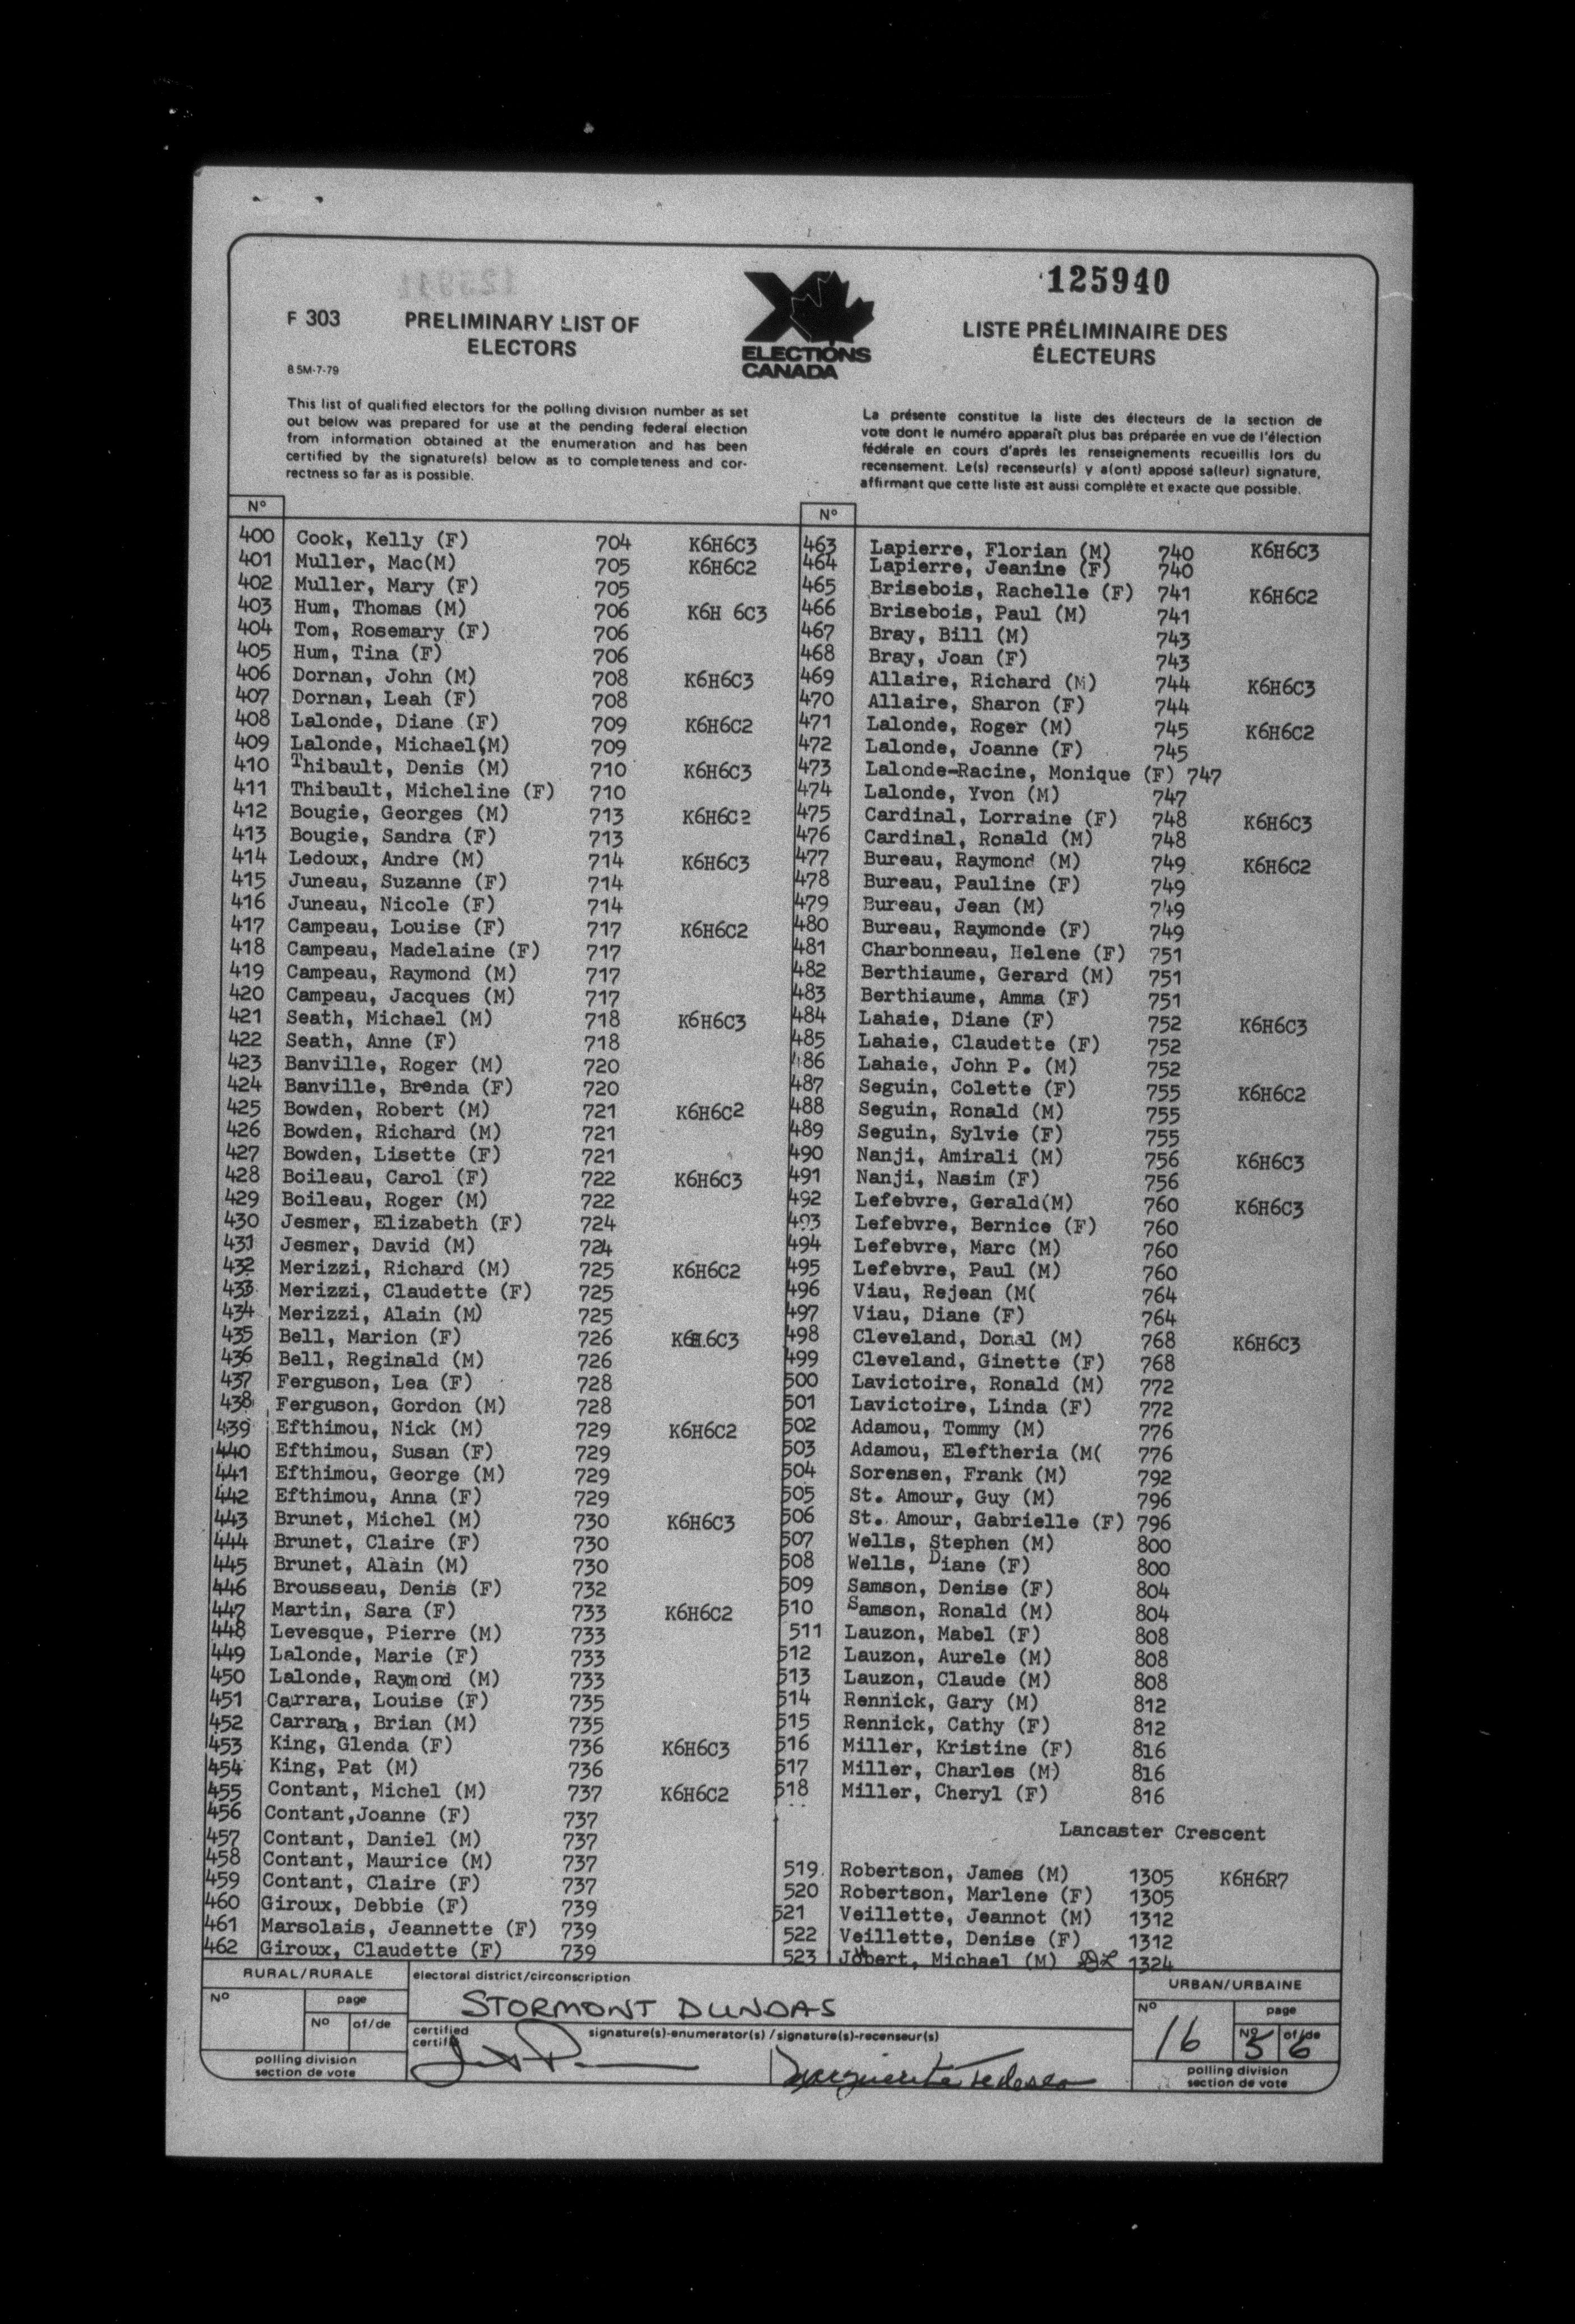 125940
F 303
PRELIMINARY LIST OF
ELECTORS
8 5M-7-79
ELECTIONS
CANADA
LISTE PRÉLIMINAIRE DES
ÉLECTEURS
This list of qualified electors for the polling division number as set
out below was prepared for use at the pending federal election
from information obtained at the enumeration and has been
certified by the signature(s) below as to completeness and cor-
rectness so far as is possible.
La présente constitue la liste des électeurs de la section de
vote dont le numéro apparaît plus bas préparée en vue de l'élection
fédérale en cours d'après les renseignements recueillis lors du
recensement. Le(s) recenseur(s) y a(ont) apposé sa(leur) signature,
affirmant que cette liste est aussi complète et exacte que possible.
Nº
400 Cook, Kelly (F) 704 K6H6C3
401 Muller, Mac(M) 705 K6H6C2
402 Muller, Mary (F) 705
403 Hum, Thomas (M) 706 K6H 6C3
404 Tom, Rosemary (F) 706
405 Hum, Tina (F) 706
406 Dornan, John (M) 708 K6H6C3
407 Dornan, Leah (F) 708
408 Lalonde, Diane (F) 709 K6H6C2
409 Lalonde, Michael(M) 709
410 Thibault, Denis (M) 710 K6H6C3
411 Thibault, Micheline (F) 710
412 Bougie, Georges (M) 713 K6H6C2
413 Bougie, Sandra (F) 713
414 Ledoux, Andre (M) 714 K6H6C3
415 Juneau, Suzanne (F) 714
416 Juneau, Nicole (F) 714
417 Campeau, Louise (F) 717 K6H6C2
418 Campeau, Madelaine (F) 717
419 Campeau, Raymond (M) 717
420 Campeau, Jacques (M) 717
421 Seath, Michael (M) 718 K6H6C3
422 Seath, Anne (F) 718
423 Banville, Roger (M) 720
424 Banville, Brenda (F) 720
425 Bowden, Robert (M) 721 K6H6C2
426 Bowden, Richard (M) 721
427 Bowden, Lisette (F) 721
428 Boileau, Carol (F) 722 K6H6C3
429 Boileau, Roger (M) 722
430 Jesmer, Elizabeth (F) 724
431 Jesmer, David (M) 724
432 Merizzi, Richard (M) 725 K6H6C2
433 Merizzi, Claudette (F) 725
434 Merizzi, Alain (M) 725
435 Bell, Marion (F) 726 K6H6C3
436 Bell, Reginald (M) 726
437 Ferguson, Lea (F) 728
438 Ferguson, Gordon (M) 728
439 Efthimou, Nick (M) 729 K6H6C2
440 Efthimou, Susan (F) 729
441 Efthimou, George (M) 729
442 Efthimou, Anna (F) 729
443 Brunet, Michel (M) 730 K6H6C3
444 Brunet, Claire (F) 730
445 Brunet, Alain (M) 730
446 Brousseau, Denis (F) 732
447 Martin, Sara (F) 733 K6H6C2
448 Levesque, Pierre (M) 733
449 Lalonde, Marie (F) 733
450 Lalonde, Raymond (M) 733
451 Carrara, Louise (F) 735
452 Carrara, Brian (M) 735
453 King, Glenda (F) 736 K6H6C3
454 King, Pat (M) 736
455 Contant, Michel (M) 737 K6H6C2
456 Contant,Joanne (F) 737
457 Contant, Daniel (M) 737
458 Contant, Maurice (M) 737
459 Contant, Claire (F) 737
460 Giroux, Debbie (F) 739
461 Marsolais, Jeannette (F) 739
462 Giroux, Claudette (F) 739
Nº
463 Lapierre, Florian (M) 740 K6H6C3
464 Lapierre, Jeanine (F) 740
465 Brisebois, Rachelle (F) 741 K6H6C2
466 Brisebois, Paul (M) 741
467 Bray, Bill (M) 743
468 Bray, Joan (F) 743
469 Allaire, Richard (M) 744 K6H6C3
470 Allaire, Sharon (F) 744
471 Lalonde, Roger (M) 745 K6H6C2
472 Lalonde, Joanne (F) 745
473 Lalonde-Racine, Monique (F) 747
474 Lalonde, Yvon (M) 747
475 Cardinal, Lorraine (F) 748 K6H6C3
476 Cardinal, Ronald (M) 748
477 Bureau, Raymond (M) 749 K6H6C2
478 Bureau, Pauline (F) 749
479 Bureau, Jean (M) 749
480 Bureau, Raymonde (F) 749
481 Charbonneau, Helene (F) 751
482 Berthiaume, Gerard (M) 751
483 Berthiaume, Amma (F) 751
484 Lahaie, Diane (F) 752 K6H6C3
485 Lahaie, Claudette (F) 752
486 Lahaie, John P. (M) 752
487 Seguin, Colette (F) 755 K6H6C2
488 Seguin, Ronald (M) 755
489 Seguin, Sylvie (F) 755
490 Nanji, Amirali (M) 756 K6H6C3
491 Nanji, Nasim (F) 756
492 Lefebvre, Gerald(M) 760 K6H6C3
493 Lefebvre, Bernice (F) 760
494 Lefebvre, Marc (M) 760
495 Lefebvre, Paul (M) 760
496 Viau, Rejean (M( 764
497 Viau, Diane (F) 764
498 Cleveland, Donal (M) 768 K6H6C3
499 Cleveland, Ginette (F) 768
500 Lavictoire, Ronald (M) 772
501 Lavictoire, Linda (F) 772
502 Adamou, Tommy (M) 776
503 Adamou, Eleftheria (M( 776
504 Sorensen, Frank (M) 792
505 St. Amour, Guy (M) 796
506 St. Amour, Gabrielle (F) 796
507 Wells, Stephen (M) 800
508 Wells, Diane (F) 800
509 Samson, Denise (F) 804
510 Samson, Ronald (M) 804
511 Lauzon, Mabel (F) 808
512 Lauzon, Aurele (M) 808
513 Lauzon, Claude (M) 808
514 Rennick, Gary (M) 812
515 Rennick, Cathy (F) 812
516 Miller, Kristine (F) 816
517 Miller, Charles (M) 816
518 Miller, Cheryl (F) 816
Lancaster Crescent
519 Robertson, James (M) 1305 K6H6R7
520 Robertson, Marlene (F) 1305
521 Veillette, Jeannot (M) 1312
522 Veillette, Denise (F) 1312
523 Michael (M) 1324
RURAL/RURALE
Nº page
Nº of/de
polling division
section de vote
electoral district/circonscription
STORMONT DUNDAS
certified
certifié
signature(s)-enumerator(s) / signature(s)-recenseur(s)
Marguerite Tedesco
URBAN/URBAINE
Nº page
16 Nº 5 of/de 6
polling division
section de vote